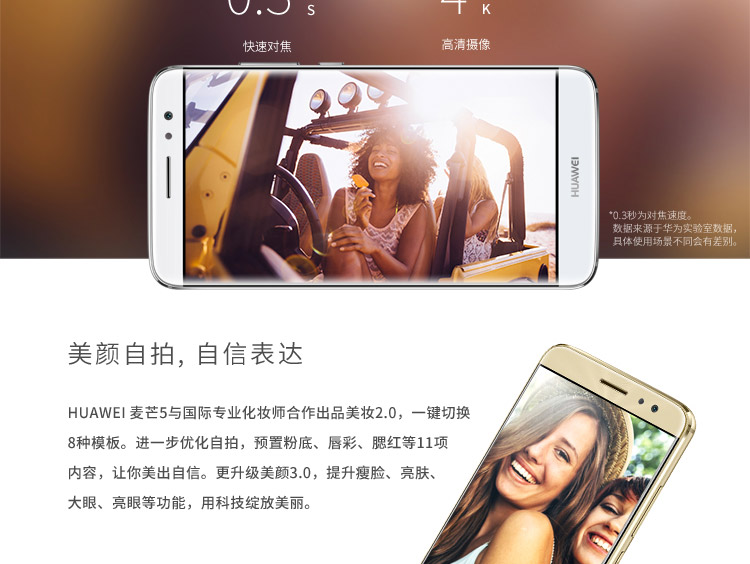 0.3 S
4 K
快速对焦
高清摄像
HUAWEI
*0.3秒为对焦速度。
数据来源于华为实验室数据，
具体使用场景不同会有差别。
美颜自拍, 自信表达
HUAWEI 麦芒5与国际专业化妆师合作出品美妆2.0，一键切换
8种模板。进一步优化自拍，预置粉底、唇彩、腮红等11项
内容，让你美出自信。更升级美颜3.0，提升瘦脸、亮肤、
大眼、亮眼等功能，用科技绽放美丽。